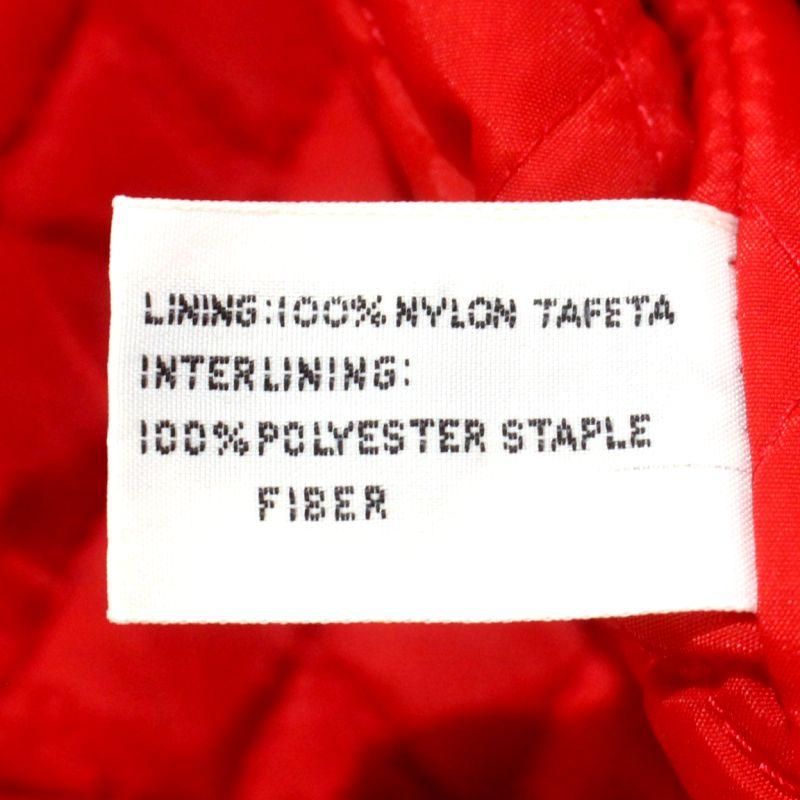 LINING:100% NYLON TAFETA
INTERLINING:
100% POLYESTER STAPLE
FIBER